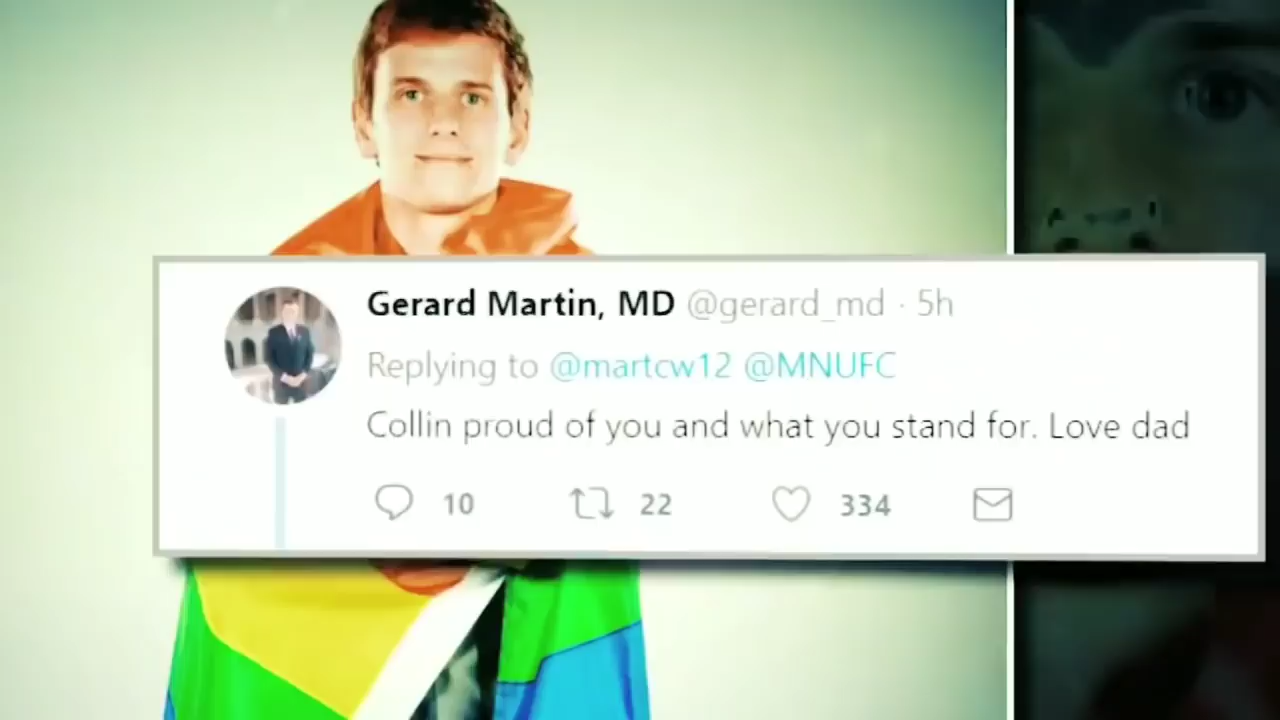 Gerard Martin, MD @gerard_md · 5h
Replying to @martcw12 @MNUFC
Collin proud of you and what you stand for. Love dad
10 22 334